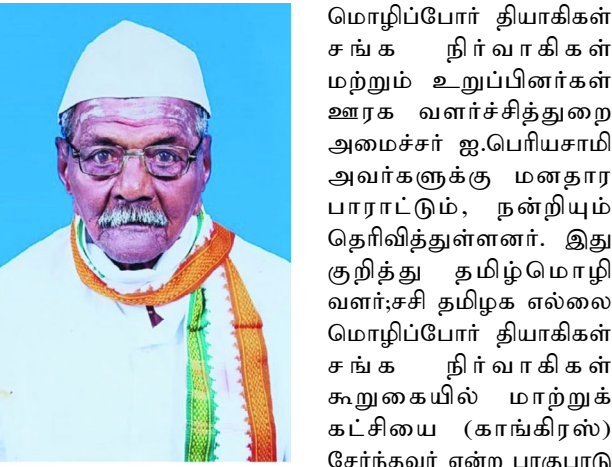 மொழிப்போர் தியாகிகள்
சங்க நிர்வாகிகள்
மற்றும் உறுப்பினர்கள்
ஊரக வளர்ச்சித்துறை
அமைச்சர் ஐ.பெரியசாமி
அவர்களுக்கு மனதார
பாராட்டும், நன்றியும்
தெரிவித்துள்ளனர். இது
குறித்து தமிழ்மொழி
வளர்;சசி தமிழக எல்லை
மொழிப்போர் தியாகிகள்
சங்க நிர்வாகிகள்
கூறுகையில் மாற்றுக்
கட்சியை (காங்கிரஸ்)
சேர்ந்தவர் என்ற பாகுபாடு